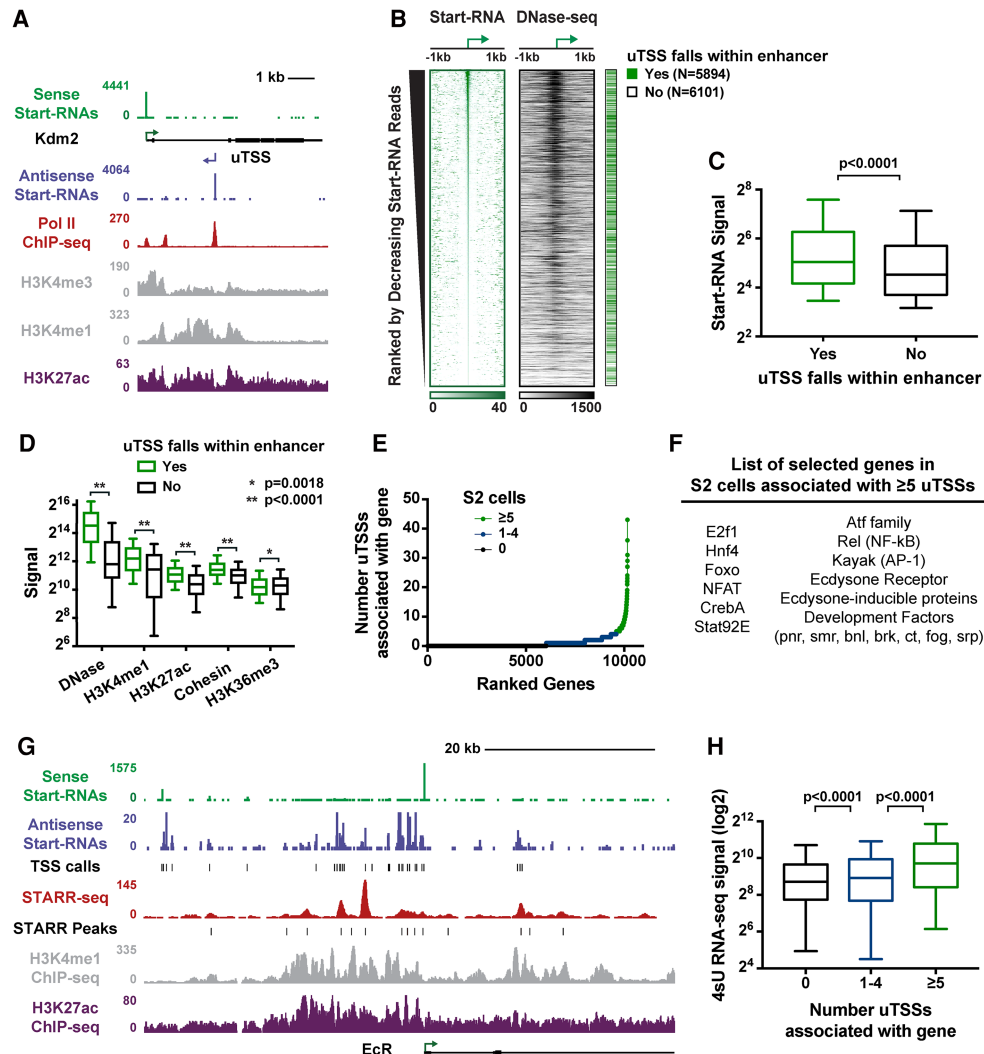 A
1 kb
4441
Sense
Start-RNAs
0
Kdm2
uTSS
4064
Antisense
Start-RNAs
0
270
Pol II
ChIP-seq
0
190
H3K4me3
0
323
H3K4me1
0
63
H3K27ac
0
B
Start-RNA DNase-seq
-1kb 1kb -1kb 1kb
Ranked by Decreasing Start-RNA Reads
0 40 0 1500
uTSS falls within enhancer
Yes (N=5894)
No (N=6101)
C
p<0.0001
2^8
2^6
2^4
2^2
Start-RNA Signal
Yes No
uTSS falls within enhancer
D
uTSS falls within enhancer
Yes
No
* p=0.0018
** p<0.0001
2^16
2^14
2^12
2^10
2^8
2^6
Signal
** ** ** ** *
DNase
H3K4me1
H3K27ac
Cohesin
H3K36me3
E
Number uTSSs
associated with gene
50
40
30
20
10
0
S2 cells
≥5
1-4
0
0 5000 10000
Ranked Genes
F
List of selected genes in
S2 cells associated with ≥5 uTSSs
E2f1
Hnf4
Foxo
NFAT
CrebA
Stat92E
Atf family
Rel (NF-kB)
Kayak (AP-1)
Ecdysone Receptor
Ecdysone-inducible proteins
Development Factors
(pnr, smr, bnl, brk, ct, fog, srp)
G
20 kb
1575
Sense
Start-RNAs
0
20
Antisense
Start-RNAs
0
TSS calls
145
STARR-seq
0
STARR Peaks
335
H3K4me1
ChIP-seq
0
80
H3K27ac
ChIP-seq
0
EcR
H
p<0.0001 p<0.0001
4sU RNA-seq signal (log2)
2^12
2^10
2^8
2^6
2^4
0 1-4 ≥5
Number uTSSs
associated with gene